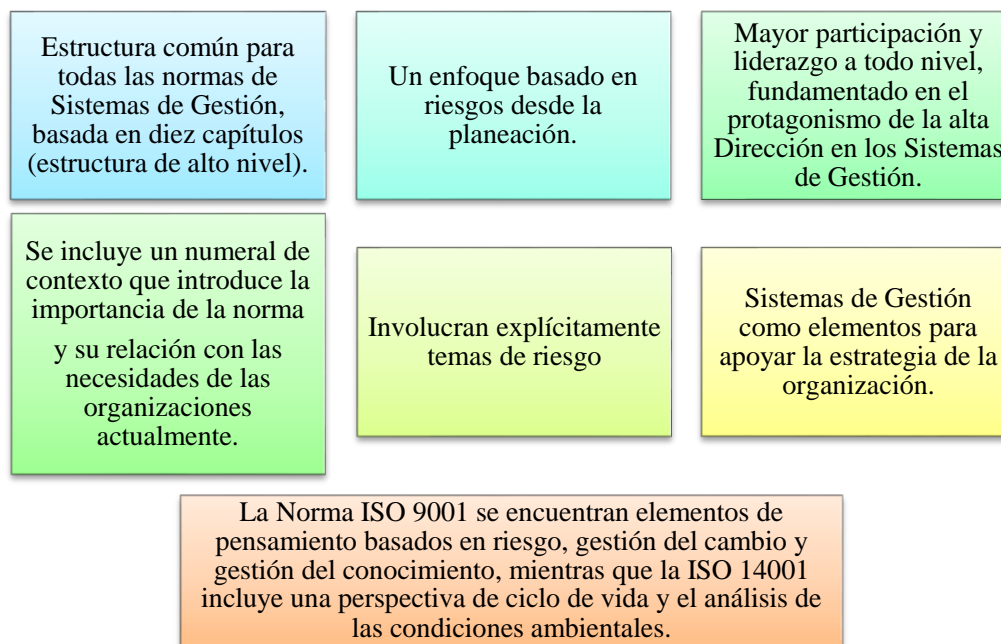 Estructura común para
todas las normas de
Sistemas de Gestión,
basada en diez capítulos
(estructura de alto nivel).
Un enfoque basado en
riesgos desde la
planeación.
Mayor participación y
liderazgo a todo nivel,
fundamentado en el
protagonismo de la alta
Dirección en los Sistemas
de Gestión.
Se incluye un numeral de
contexto que introduce la
importancia de la norma
y su relación con las
necesidades de las
organizaciones
actualmente.
Involucran explícitamente
temas de riesgo
Sistemas de Gestión
como elementos para
apoyar la estrategia de la
organización.
La Norma ISO 9001 se encuentran elementos de
pensamiento basados en riesgo, gestión del cambio y
gestión del conocimiento, mientras que la ISO 14001
incluye una perspectiva de ciclo de vida y el análisis de
las condiciones ambientales.